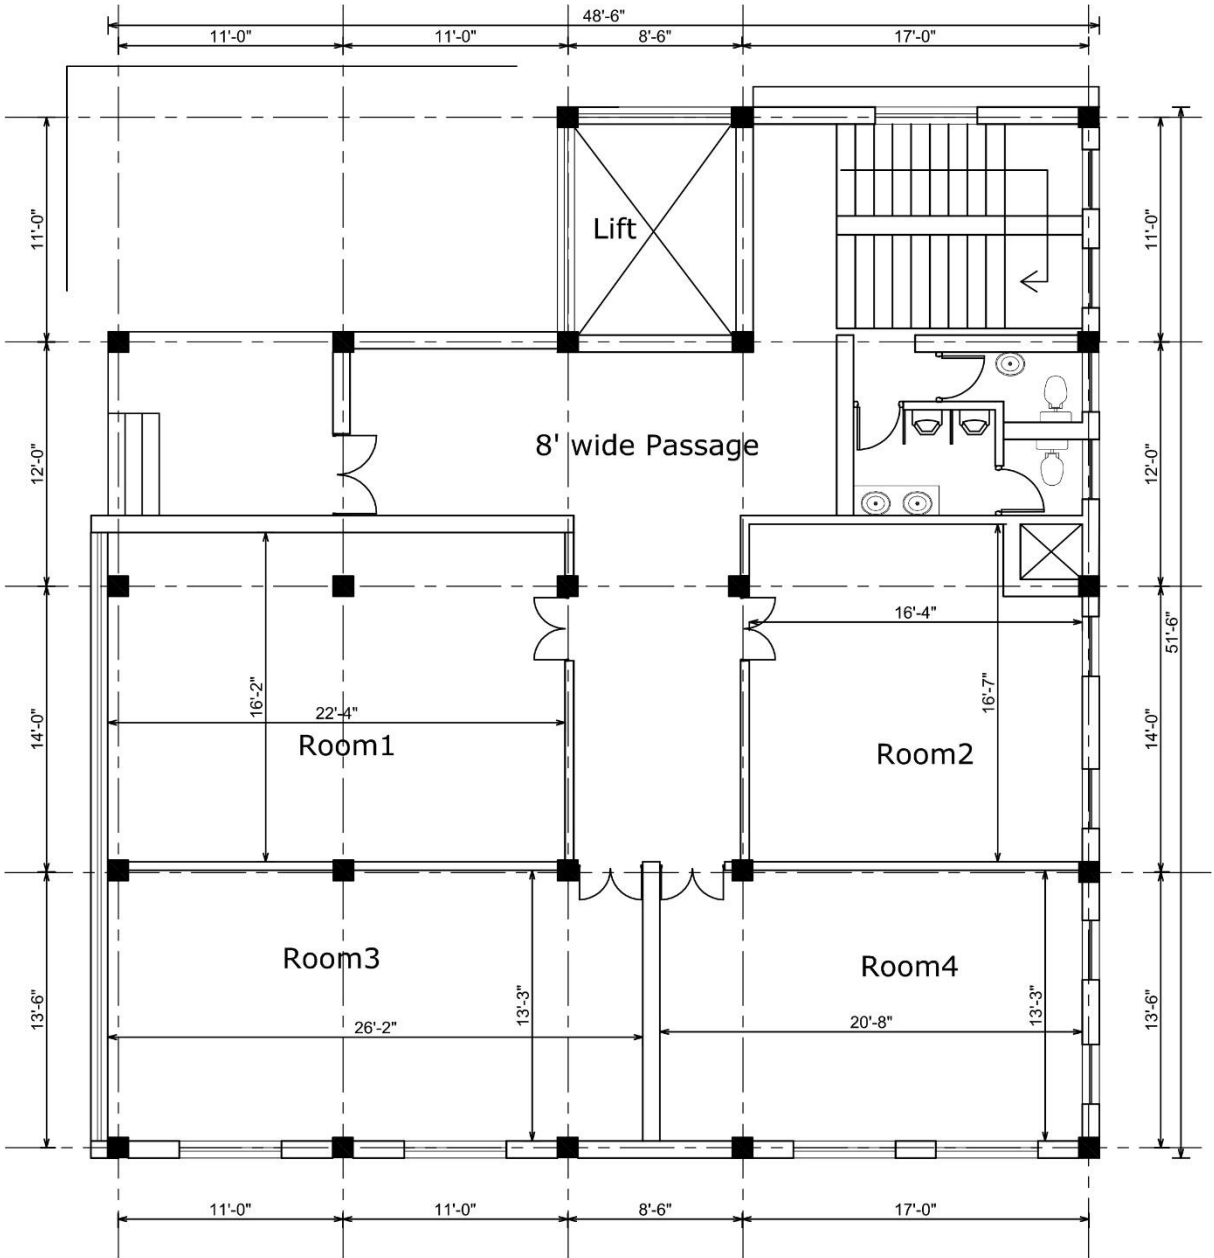 48'-6"
11'-0" 11'-0" 8'-6" 17'-0"
11'-0" Lift 11'-0"
12'-0" 8' wide Passage 12'-0"
16'-4"
51'-6"
16'-2" 16'-7"
22'-4"
14'-0" 14'-0"
Room1 Room2
Room3 Room4
13'-6" 13'-3" 13'-3" 13'-6"
26'-2" 20'-8"
11'-0" 11'-0" 8'-6" 17'-0"